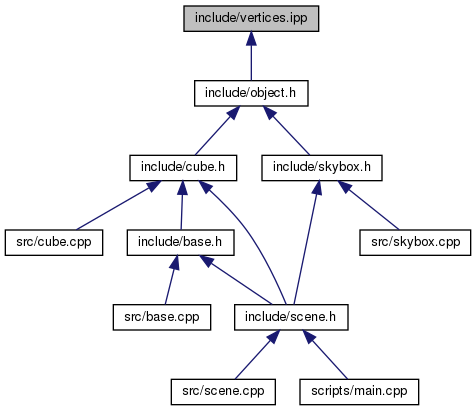 include/vertices.ipp
include/object.h
include/cube.h
include/skybox.h
src/cube.cpp
include/base.h
src/skybox.cpp
src/base.cpp
include/scene.h
src/scene.cpp
scripts/main.cpp